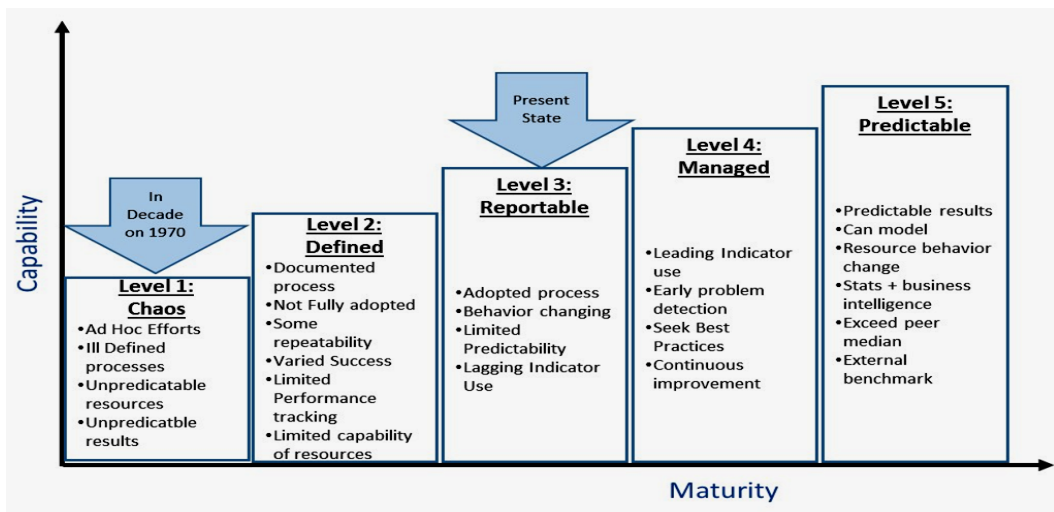 Capability
In
Decade
on 1970
Level 1:
Chaos
•Ad Hoc Efforts
•Ill Defined
processes
•Unpredicatable
resources
•Unpredicatble
results
Level 2:
Defined
•Documented
process
•Not Fully adopted
•Some
repeatability
•Varied Success
•Limited
Performance
tracking
•Limited capability
of resources
Present
State
Level 3:
Reportable
•Adopted process
•Behavior changing
•Limited
Predictability
•Lagging Indicator
Use
Level 4:
Managed
•Leading Indicator
use
•Early problem
detection
•Seek Best
Practices
•Continuous
improvement
Level 5:
Predictable
•Predictable results
•Can model
•Resource behavior
change
•Stats + business
intelligence
•Exceed peer
median
•External
benchmark
Maturity